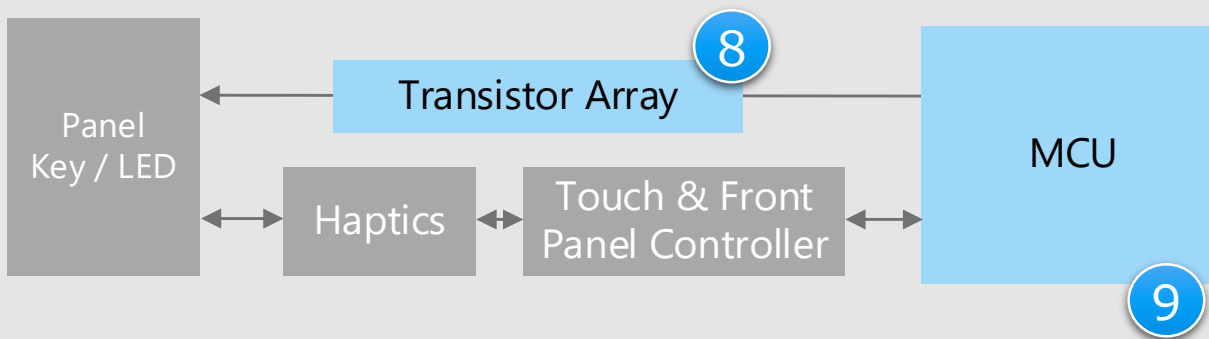 8
Transistor Array
Panel
Key / LED
MCU
Haptics
Touch & Front
Panel Controller
9